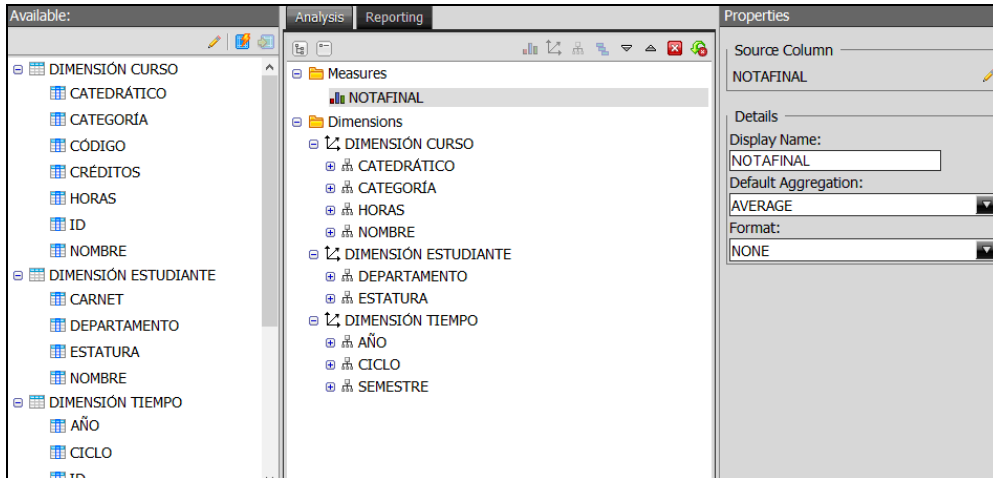 Available:
DIMENSIÓN CURSO
CATEDRÁTICO
CATEGORÍA
CÓDIGO
CRÉDITOS
HORAS
ID
NOMBRE
DIMENSIÓN ESTUDIANTE
CARNET
DEPARTAMENTO
ESTATURA
NOMBRE
DIMENSIÓN TIEMPO
AÑO
CICLO
ID
Analysis Reporting
Measures
NOTAFINAL
Dimensions
DIMENSIÓN CURSO
CATEDRÁTICO
CATEGORÍA
HORAS
NOMBRE
DIMENSIÓN ESTUDIANTE
DEPARTAMENTO
ESTATURA
DIMENSIÓN TIEMPO
AÑO
CICLO
SEMESTRE
Properties
Source Column
NOTAFINAL
Details
Display Name:
NOTAFINAL
Default Aggregation:
AVERAGE
Format:
NONE